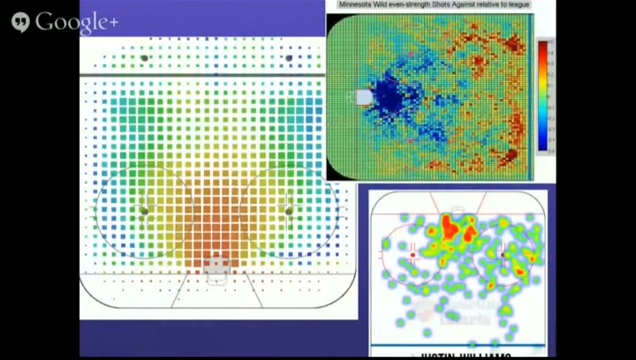 Google+
Minnesota Wild even-strength Shots Against relative to league
JUSTIN WILLIAMS